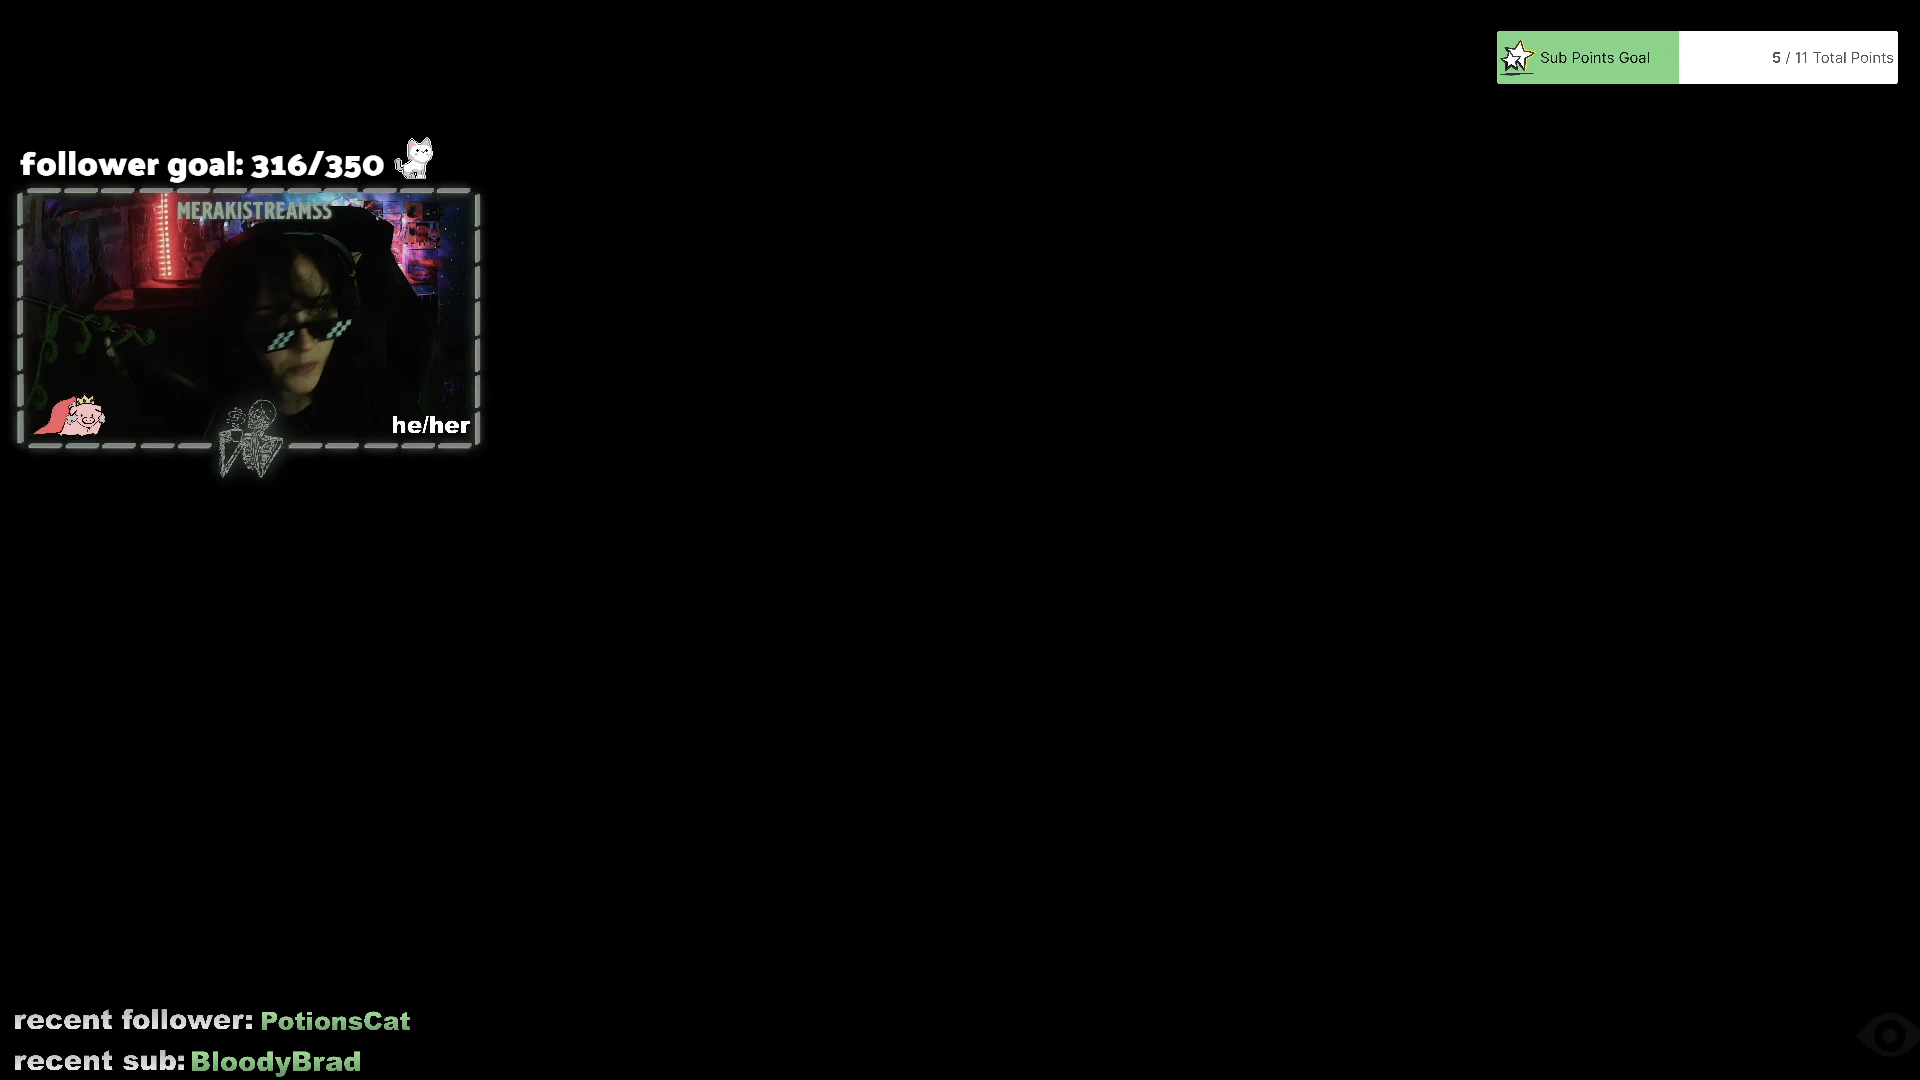 Sub Points Goal 5 / 11 Total Points
follower goal: 316/350
MERAKISTREAMSS
he/her
recent follower: PotionsCat
recent sub: BloodyBrad